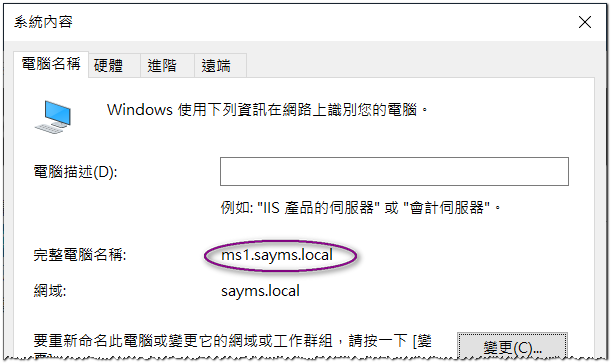 系統內容
電腦名稱 硬體 進階 遠端
Windows 使用下列資訊在網路上識別您的電腦。
電腦描述(D):
例如: "IIS 產品的伺服器" 或 "會計伺服器"。
完整電腦名稱: ms1.sayms.local
網域: sayms.local
要重新命名此電腦或變更它的網域或工作群組，請按一下 [變
變更(C)...